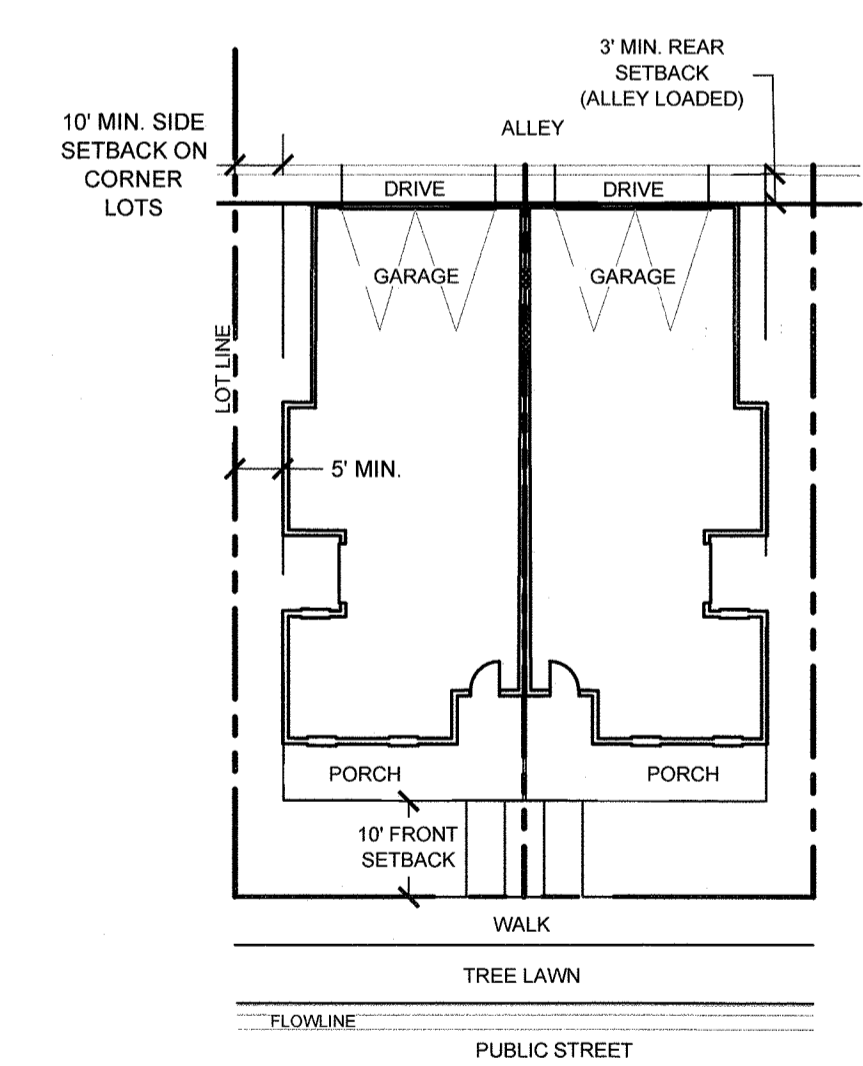 3' MIN. REAR
SETBACK
(ALLEY LOADED)
10' MIN. SIDE
SETBACK ON
CORNER
LOTS
ALLEY
DRIVE
DRIVE
GARAGE
GARAGE
LOT LINE
5' MIN.
PORCH
PORCH
10' FRONT
SETBACK
WALK
TREE LAWN
FLOWLINE
PUBLIC STREET